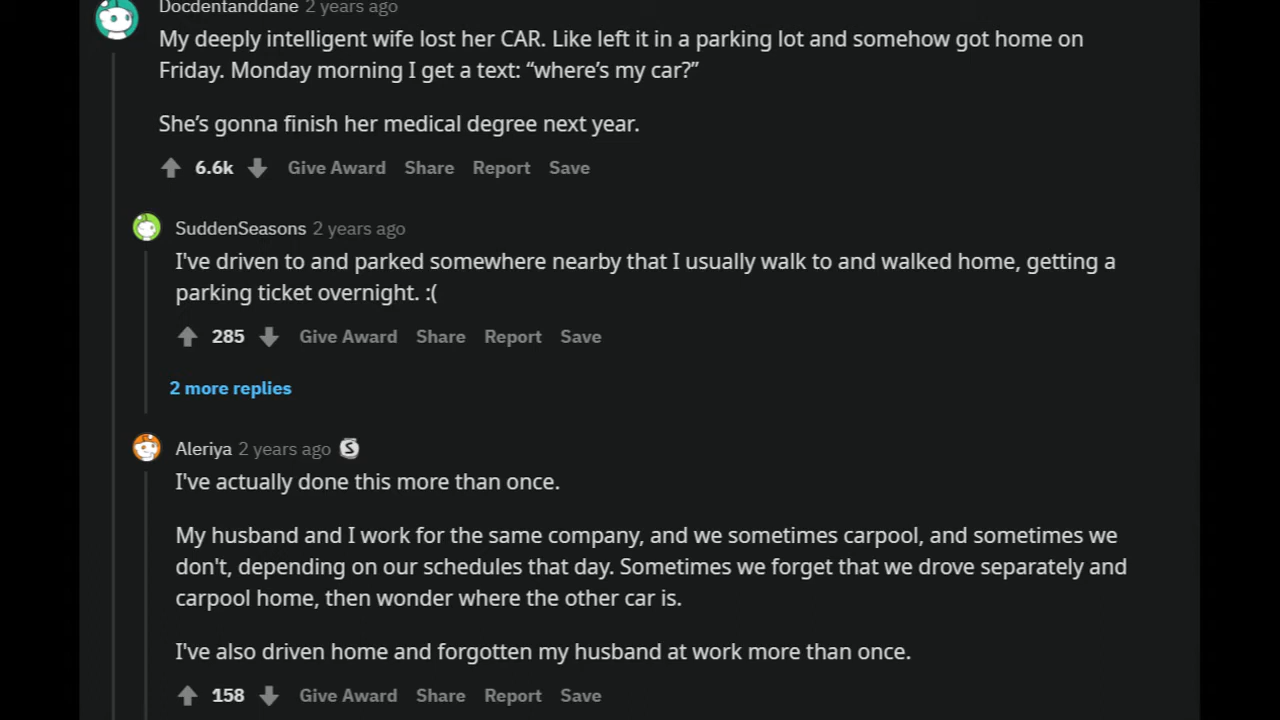 Docdentanddane 2 years ago
My deeply intelligent wife lost her CAR. Like left it in a parking lot and somehow got home on
Friday. Monday morning I get a text: “where’s my car?”
She’s gonna finish her medical degree next year.
6.6k Give Award Share Report Save
SuddenSeasons 2 years ago
I've driven to and parked somewhere nearby that I usually walk to and walked home, getting a
parking ticket overnight. :(
285 Give Award Share Report Save
2 more replies
Aleriya 2 years ago S
I've actually done this more than once.
My husband and I work for the same company, and we sometimes carpool, and sometimes we
don't, depending on our schedules that day. Sometimes we forget that we drove separately and
carpool home, then wonder where the other car is.
I've also driven home and forgotten my husband at work more than once.
158 Give Award Share Report Save